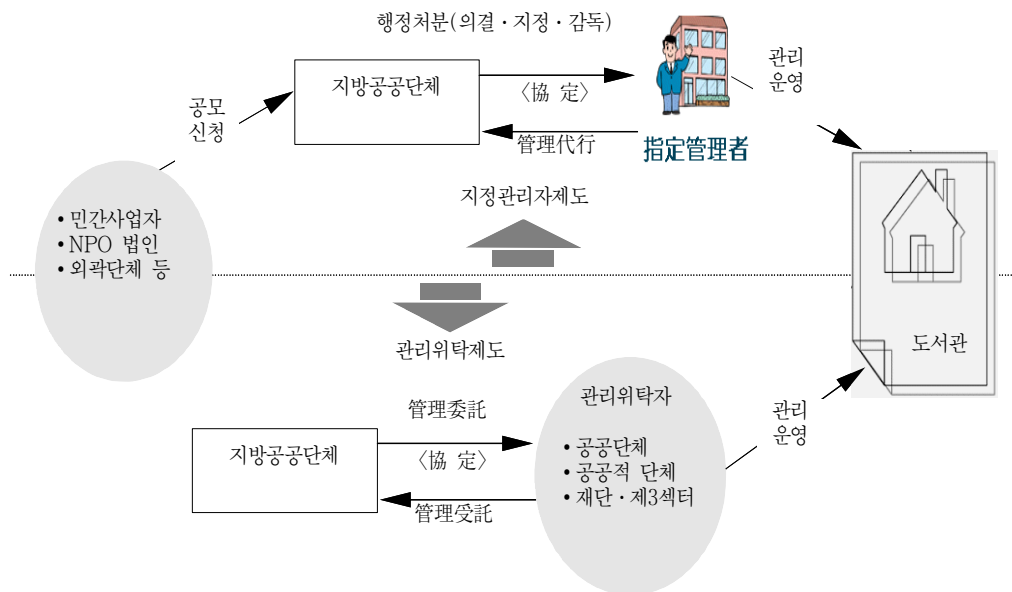 행정처분(의결·지정·감독)
지방공공단체
〈協 定〉
管理代行
指定管理者
관리
운영
공모
신청
• 민간사업자
• NPO 법인
• 외곽단체 등
지정관리자제도
관리위탁제도
도서관
지방공공단체
管理委託
〈協 定〉
管理受託
관리위탁자
• 공공단체
• 공공적 단체
• 재단·제3섹터
관리
운영